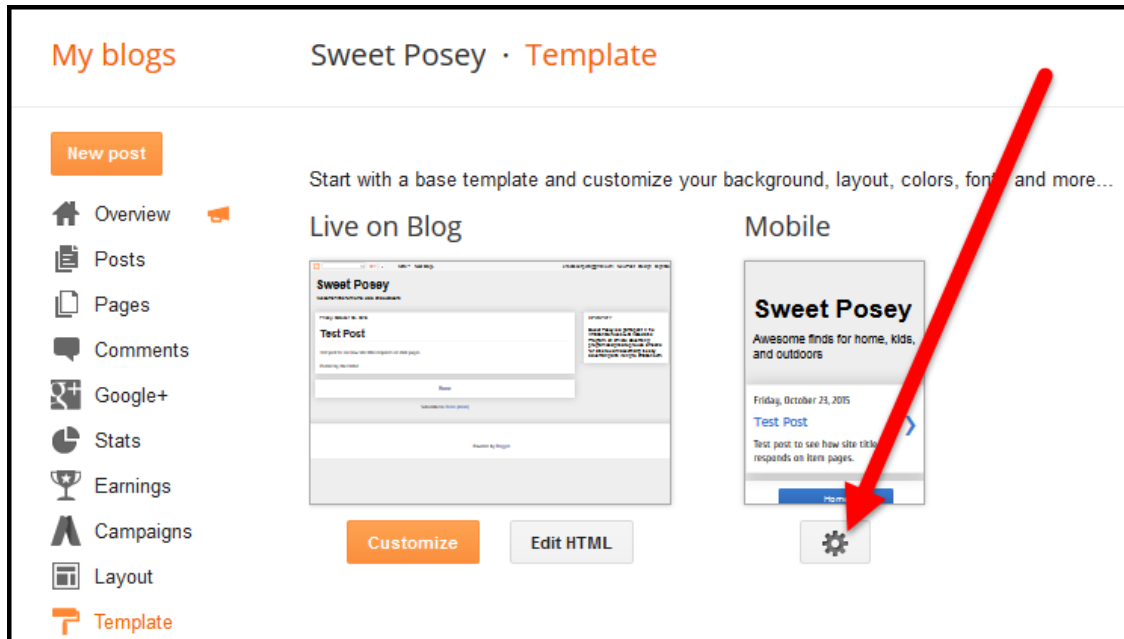 My blogs
Sweet Posey · Template
New post
Overview
Posts
Pages
Comments
Google+
Stats
Earnings
Campaigns
Layout
Template
Start with a base template and customize your background, layout, colors, fonts and more...
Live on Blog
Sweet Posey
Test Post
Customize
Edit HTML
Mobile
Sweet Posey
Awesome finds for home, kids,
and outdoors
Friday, October 23, 2015
Test Post
Test post to see how site title
responds on item pages.
Home